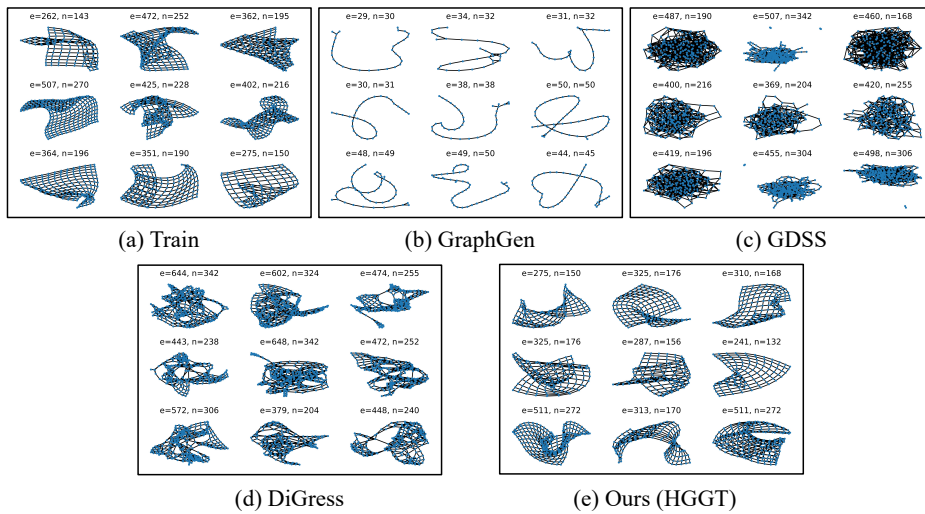 e=262, n=143 e=472, n=252 e=362, n=195
e=507, n=270 e=425, n=228 e=402, n=216
e=364, n=196 e=351, n=190 e=275, n=150
(a) Train
e=29, n=30 e=34, n=32 e=31, n=32
e=30, n=31 e=38, n=38 e=50, n=50
e=48, n=49 e=49, n=50 e=44, n=45
(b) GraphGen
e=487, n=190 e=507, n=342 e=460, n=168
e=400, n=216 e=369, n=204 e=420, n=255
e=419, n=196 e=455, n=304 e=498, n=306
(c) GDSS
e=644, n=342 e=602, n=324 e=474, n=255
e=443, n=238 e=648, n=342 e=472, n=252
e=572, n=306 e=379, n=204 e=448, n=240
(d) DiGress
e=275, n=150 e=325, n=176 e=310, n=168
e=325, n=176 e=287, n=156 e=241, n=132
e=511, n=272 e=313, n=170 e=511, n=272
(e) Ours (HGGT)